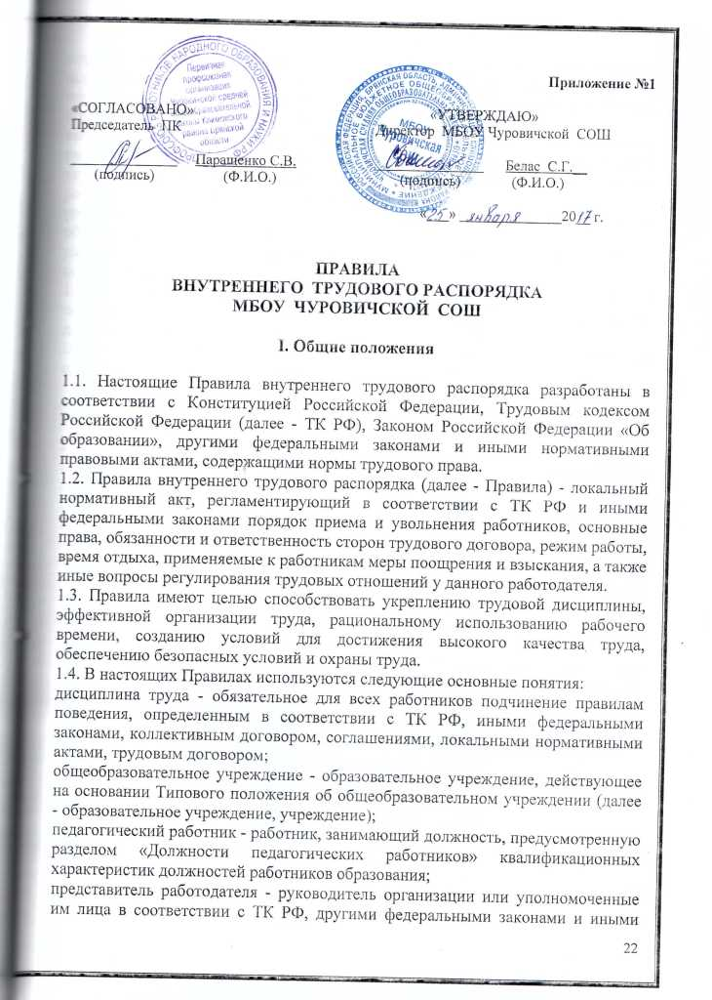 Приложение №1
«СОГЛАСОВАНО»
Председатель ПК
Паращенко С.В.
(подпись) (Ф.И.О.)
Первичная
профсоюзная
организация
«УТВЕРЖДАЮ»
Директор МБОУ Чуровичской СОШ
Белас С.Г.
(подпись) (Ф.И.О.)
МБОУ
Чуровичская
СОШ
«25» января 2017 г.
ПРАВИЛА
ВНУТРЕННЕГО ТРУДОВОГО РАСПОРЯДКА
МБОУ ЧУРОВИЧСКОЙ СОШ
I. Общие положения
1.1. Настоящие Правила внутреннего трудового распорядка разработаны в
соответствии с Конституцией Российской Федерации, Трудовым кодексом
Российской Федерации (далее - ТК РФ), Законом Российской Федерации «Об
образовании», другими федеральными законами и иными нормативными
правовыми актами, содержащими нормы трудового права.
1.2. Правила внутреннего трудового распорядка (далее - Правила) - локальный
нормативный акт, регламентирующий в соответствии с ТК РФ и иными
федеральными законами порядок приема и увольнения работников, основные
права, обязанности и ответственность сторон трудового договора, режим работы,
время отдыха, применяемые к работникам меры поощрения и взыскания, а также
иные вопросы регулирования трудовых отношений у данного работодателя.
1.3. Правила имеют целью способствовать укреплению трудовой дисциплины,
эффективной организации труда, рациональному использованию рабочего
времени, созданию условий для достижения высокого качества труда,
обеспечению безопасных условий и охраны труда.
1.4. В настоящих Правилах используются следующие основные понятия:
дисциплина труда - обязательное для всех работников подчинение правилам
поведения, определенным в соответствии с ТК РФ, иными федеральными
законами, коллективным договором, соглашениями, локальными нормативными
актами, трудовым договором;
общеобразовательное учреждение - образовательное учреждение, действующее
на основании Типового положения об общеобразовательном учреждении (далее
- образовательное учреждение, учреждение);
педагогический работник - работник, занимающий должность, предусмотренную
разделом «Должности педагогических работников» квалификационных
характеристик должностей работников образования;
представитель работодателя - руководитель организации или уполномоченные
им лица в соответствии с ТК РФ, другими федеральными законами и иными
22